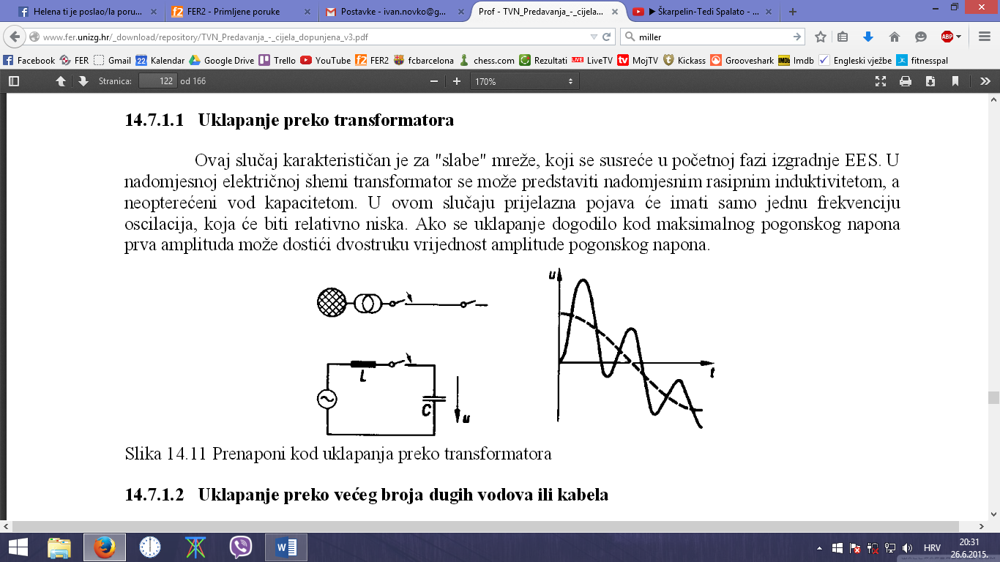 Helena ti je poslao/la poru...
FER2 - Primljene poruke
Postavke - ivan.novko@g...
Prof - TVN_Predavanja_-_cijela...
Škarpelin-Tedi Spalato - ...
www.fer.unizg.hr/_download/repository/TVN_Predavanja_-_cijela_dopunjena_v3.pdf
miller
ABP
Facebook FER Gmail 22 Kalendar Google Drive Trello YouTube f2 FER2 fcbarcelona chess.com Rezultati LIVE LiveTV tv MojTV Kickass Grooveshark IMDb Imdb Engleski vježbe fitnesspal
Stranica: 122 od 166 170%
14.7.1.1 Uklapanje preko transformatora
Ovaj slučaj karakterističan je za "slabe" mreže, koji se susreće u početnoj fazi izgradnje EES. U
nadomjesnoj električnoj shemi transformator se može predstaviti nadomjesnim rasipnim induktivitetom, a
neopterećeni vod kapacitetom. U ovom slučaju prijelazna pojava će imati samo jednu frekvenciju
oscilacija, koja će biti relativno niska. Ako se uklapanje dogodilo kod maksimalnog pogonskog napona
prva amplituda može dostići dvostruku vrijednost amplitude pogonskog napona.
u
L
C
u
t
Slika 14.11 Prenaponi kod uklapanja preko transformatora
14.7.1.2 Uklapanje preko većeg broja dugih vodova ili kabela
HRV
20:31
26.6.2015.